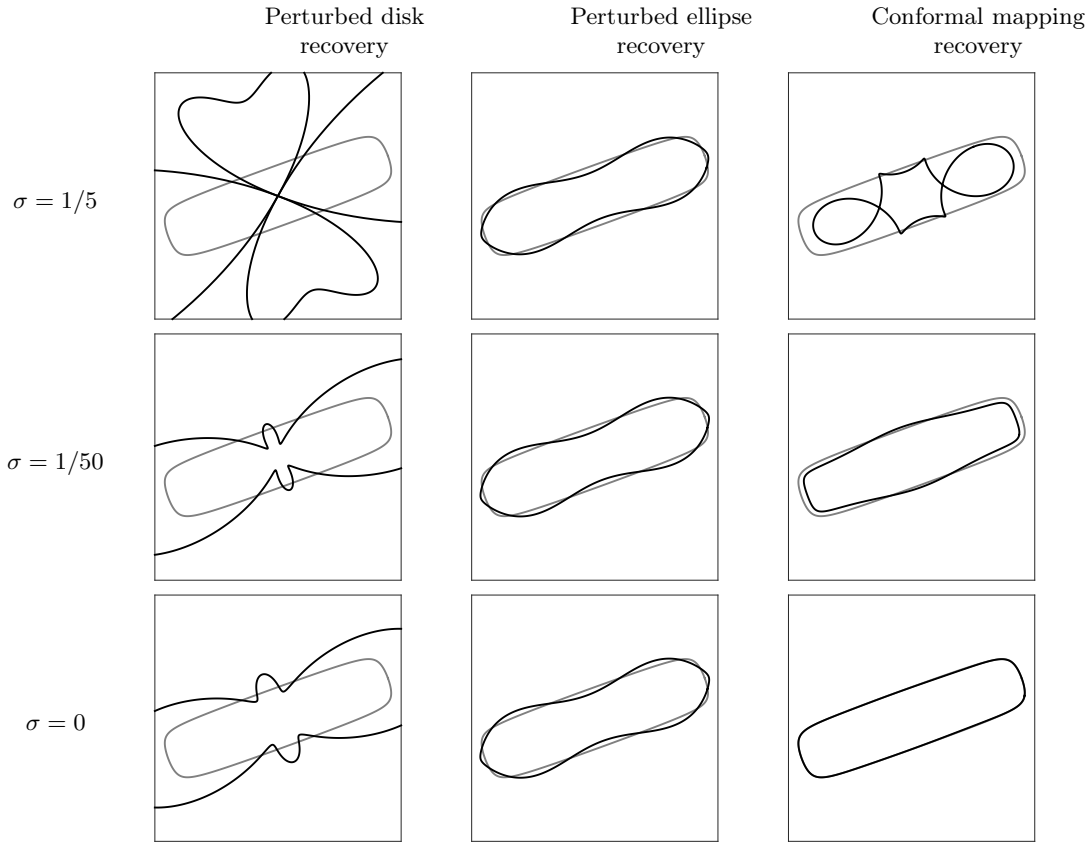 Perturbed disk
recovery
Perturbed ellipse
recovery
Conformal mapping
recovery
σ = 1/5
σ = 1/50
σ = 0